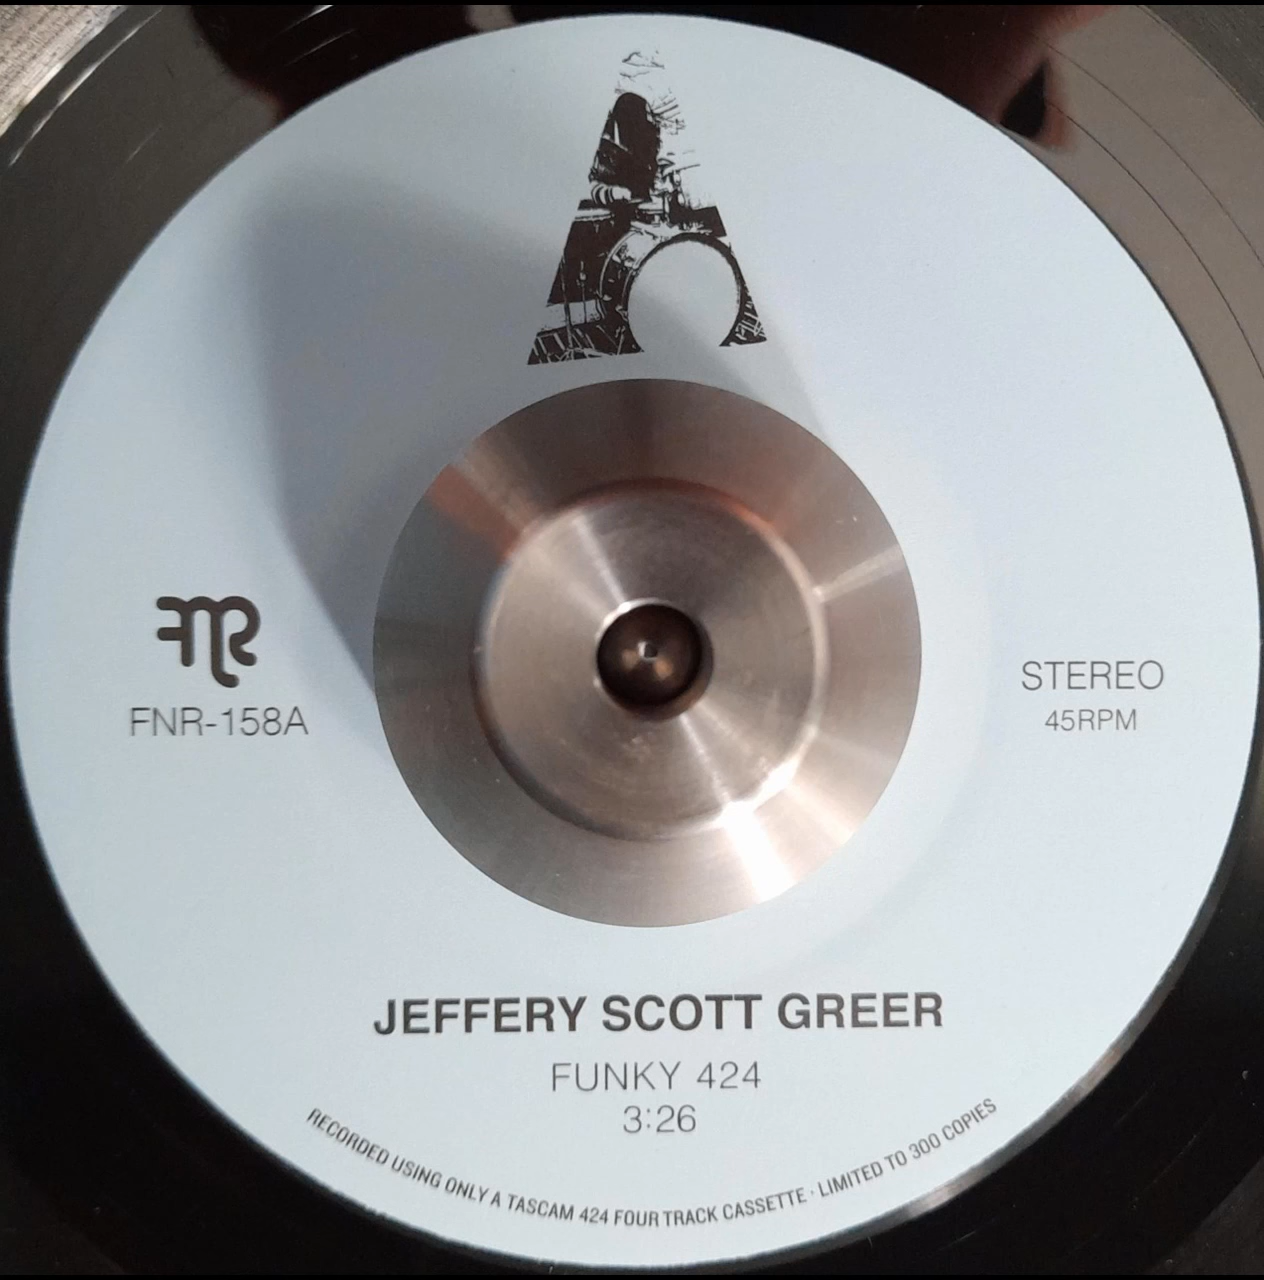 FNR
FNR-158A
STEREO
45RPM
JEFFERY SCOTT GREER
FUNKY 424
3:26
RECORDED USING ONLY A TASCAM 424 FOUR TRACK CASSETTE · LIMITED TO 300 COPIES